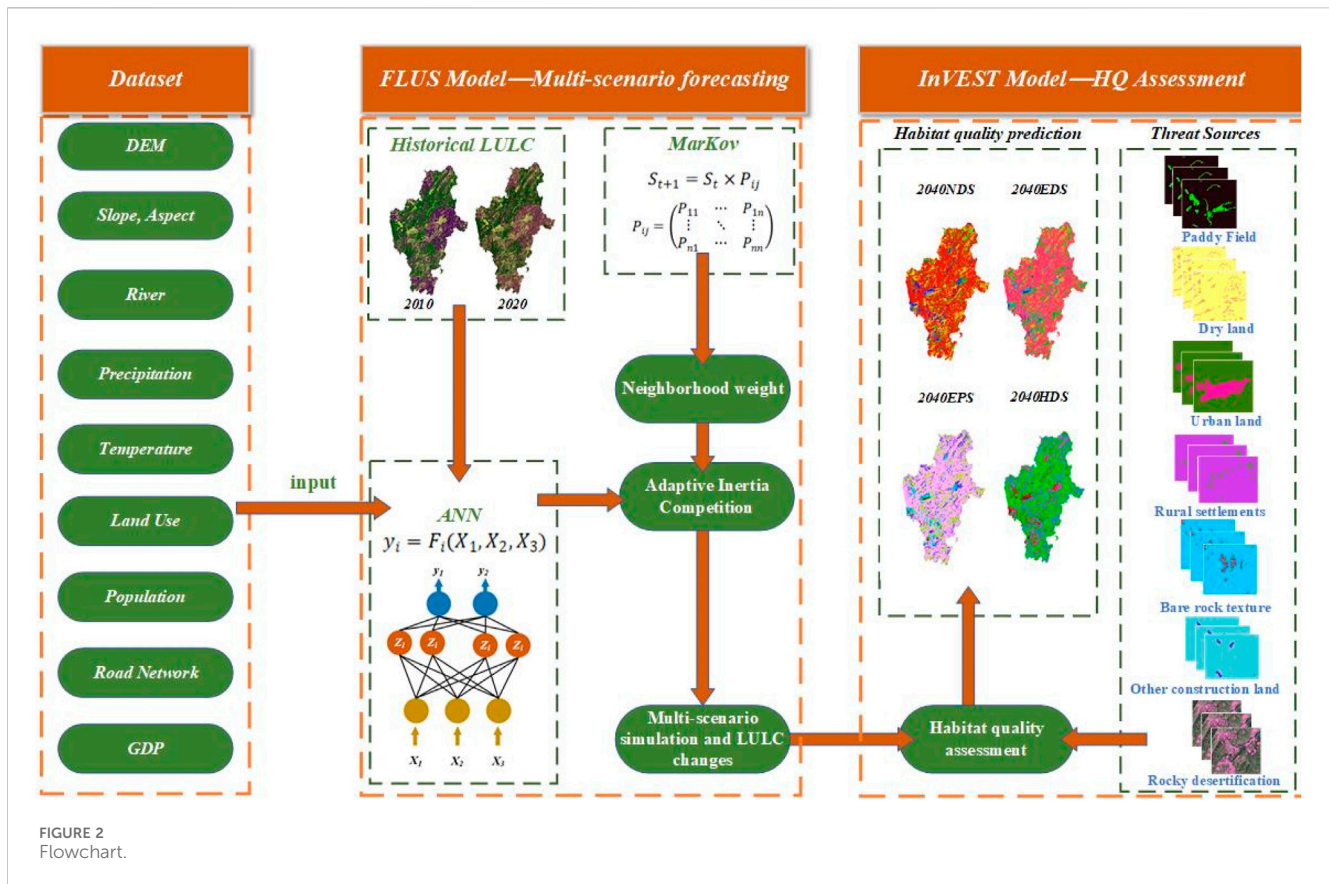 Dataset
DEM
Slope, Aspect
River
Precipitation
Temperature
Land Use
Population
Road Network
GDP
input
FLUS Model—Multi-scenario forecasting
Historical LULC
2010
2020
MarKov
S_{t+1} = S_t × P_{ij}
P_{ij} = (P_{11} ⋯ P_{1n}
⋮ ⋱ ⋮
P_{n1} ⋯ P_{nn})
Neighborhood weight
ANN
y_i = F_i(X_1, X_2, X_3)
y_1 y_2
Z_i Z_i Z_i Z_i
X_1 X_2 X_3
Adaptive Inertia
Competition
Multi-scenario
simulation and LULC
changes
InVEST Model—HQ Assessment
Habitat quality prediction
2040NDS 2040EDS
2040EPS 2040HDS
Habitat quality
assessment
Threat Sources
Paddy Field
Dry land
Urban land
Rural settlements
Bare rock texture
Other construction land
Rocky desertification
FIGURE 2
Flowchart.